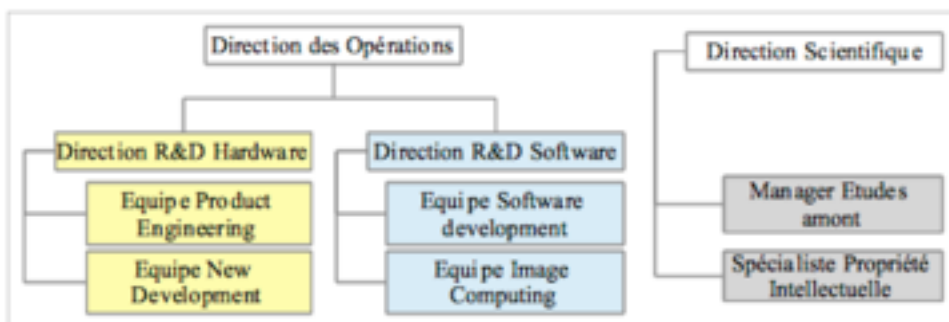 Direction des Opérations
Direction Scientifique
Direction R&D Hardware
Direction R&D Software
Equipe Product
Engineering
Equipe Software
development
Manager Etudes
amont
Equipe New
Development
Equipe Image
Computing
Spécialiste Propriété
Intellectuelle